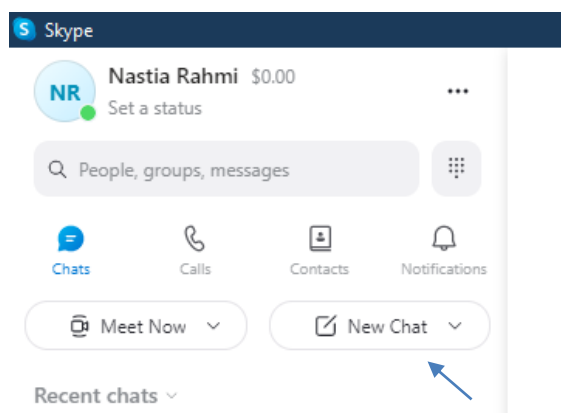 Skype
NR Nastia Rahmi $0.00
Set a status
People, groups, messages
Chats Calls Contacts Notifications
Meet Now New Chat
Recent chats